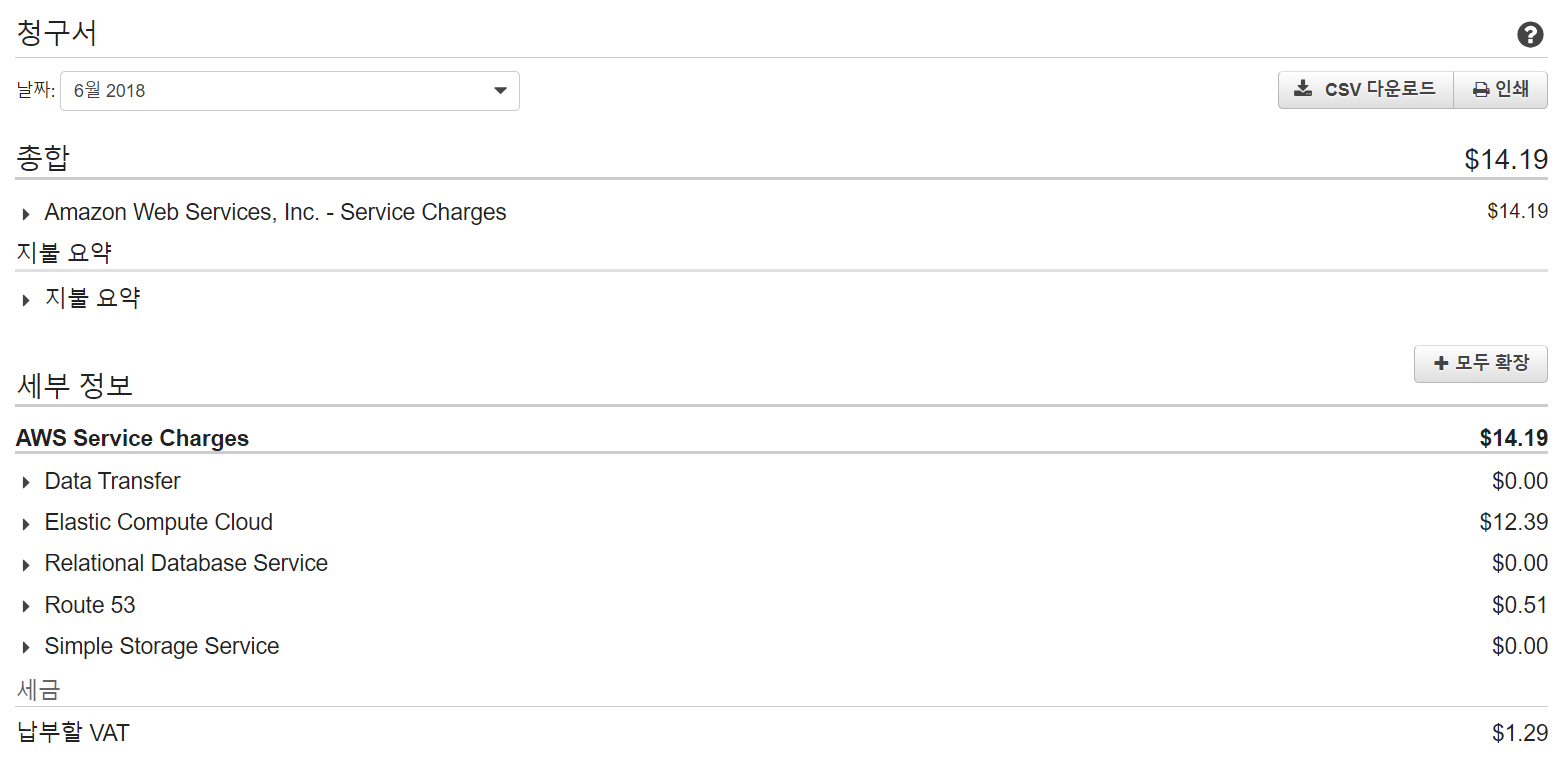 청구서
날짜: 6월 2018
CSV 다운로드 인쇄
총합 $14.19
Amazon Web Services, Inc. - Service Charges $14.19
지불 요약
지불 요약
모두 확장
세부 정보
AWS Service Charges $14.19
Data Transfer $0.00
Elastic Compute Cloud $12.39
Relational Database Service $0.00
Route 53 $0.51
Simple Storage Service $0.00
세금
납부할 VAT $1.29